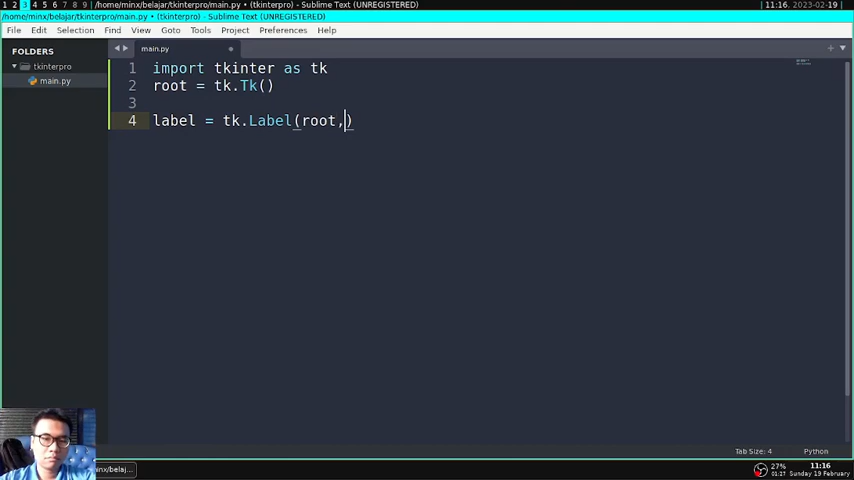 1 2 3 4 5 6 7 8 9 | /home/minx/belajar/tkinterpro/main.py • (tkinterpro) - Sublime Text (UNREGISTERED) | 11:16. 2023-02-19
/home/minx/belajar/tkinterpro/main.py • (tkinterpro) - Sublime Text (UNREGISTERED)
File Edit Selection Find View Goto Tools Project Preferences Help
FOLDERS
tkinterpro
main.py
main.py
1 import tkinter as tk
2 root = tk.Tk()
3
4 label = tk.Label(root,)
Tab Size: 4 Python
minx/belaj...
27%
01:27
11:16
Sunday 19 February